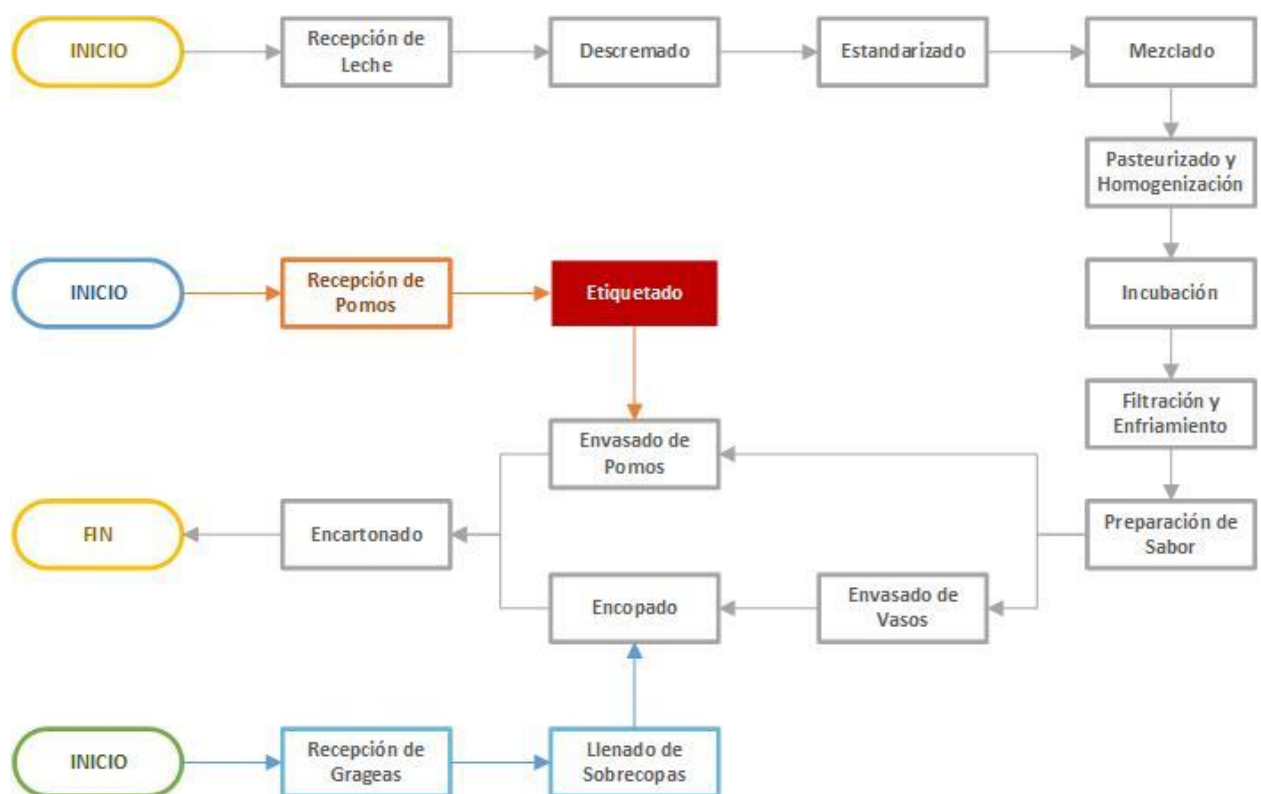 INICIO
Recepción de
Leche
Descremado
Estandarizado
Mezclado
Pasteurizado y
Homogenización
INICIO
Recepción de
Pomos
Etiquetado
Incubación
Filtración y
Enfriamiento
Envasado de
Pomos
FIN
Encartonado
Preparación de
Sabor
Encopado
Envasado de
Vasos
INICIO
Recepción de
Grageas
Llenado de
Sobrecopas